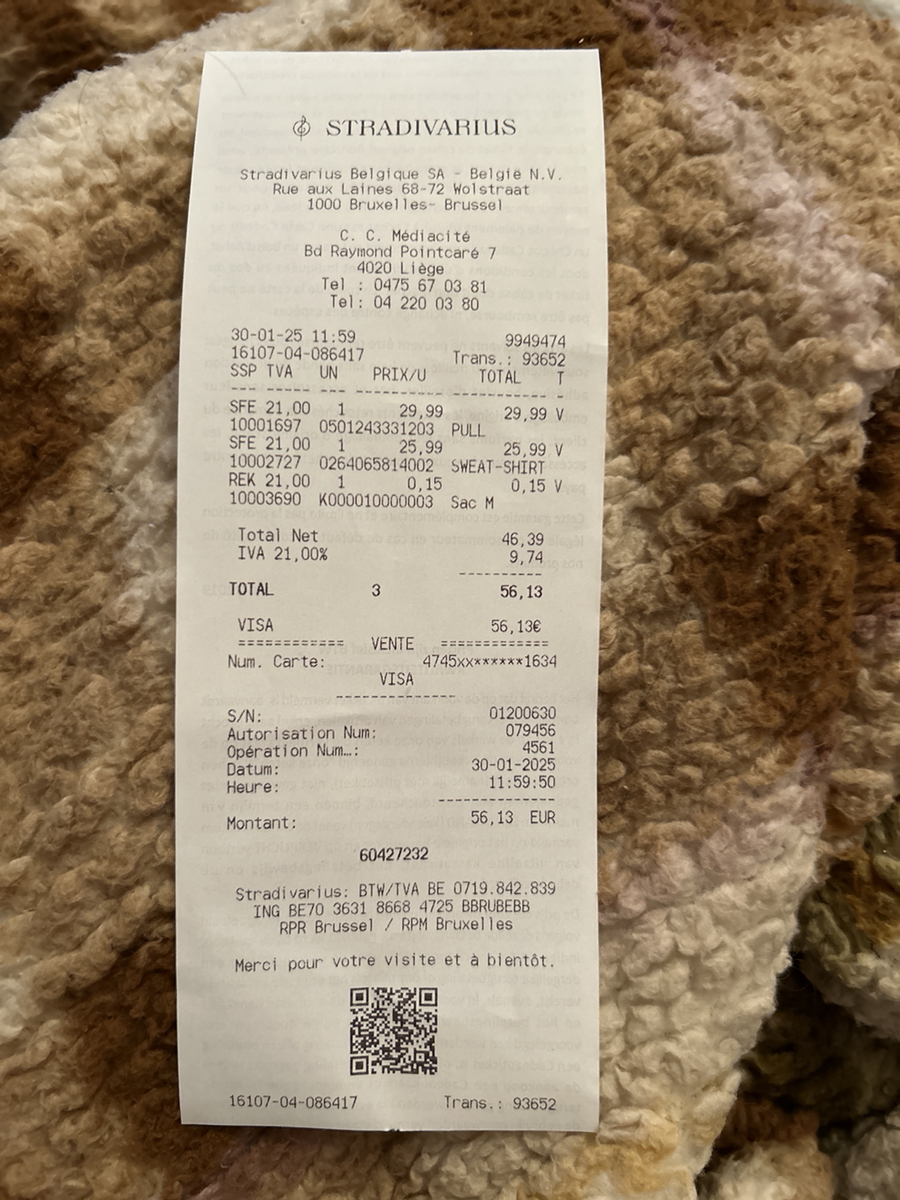 STRADIVARIUS
Stradivarius Belgique SA - België N.V.
Rue aux Laines 68-72 Wolstraat
1000 Bruxelles- Brussel
C. C. Médiacité
Bd Raymond Pointcaré 7
4020 Liège
Tel : 0475 67 03 81
Tel: 04 220 03 80
30-01-25 11:59 9949474
16107-04-086417 Trans.: 93652
SSP TVA UN PRIX/U TOTAL T
SFE 21,00 1 29,99 29,99 V
10001697 0501243331203 PULL
SFE 21,00 1 25,99 25,99 V
10002727 0264065814002 SWEAT-SHIRT
REK 21,00 1 0,15 0,15 V
10003690 K000010000003 Sac M
Total Net 46,39
IVA 21,00% 9,74
TOTAL 3 56,13
VISA 56,13€
============ VENTE ============
Num. Carte: 4745xx******1634
VISA
S/N: 01200630
Autorisation Num: 079456
Opération Num…: 4561
Datum: 30-01-2025
Heure: 11:59:50
Montant: 56,13 EUR
60427232
Stradivarius: BTW/TVA BE 0719.842.839
ING BE70 3631 8668 4725 BBRUBEBB
RPR Brussel / RPM Bruxelles
Merci pour votre visite et à bientôt.
16107-04-086417 Trans.: 93652